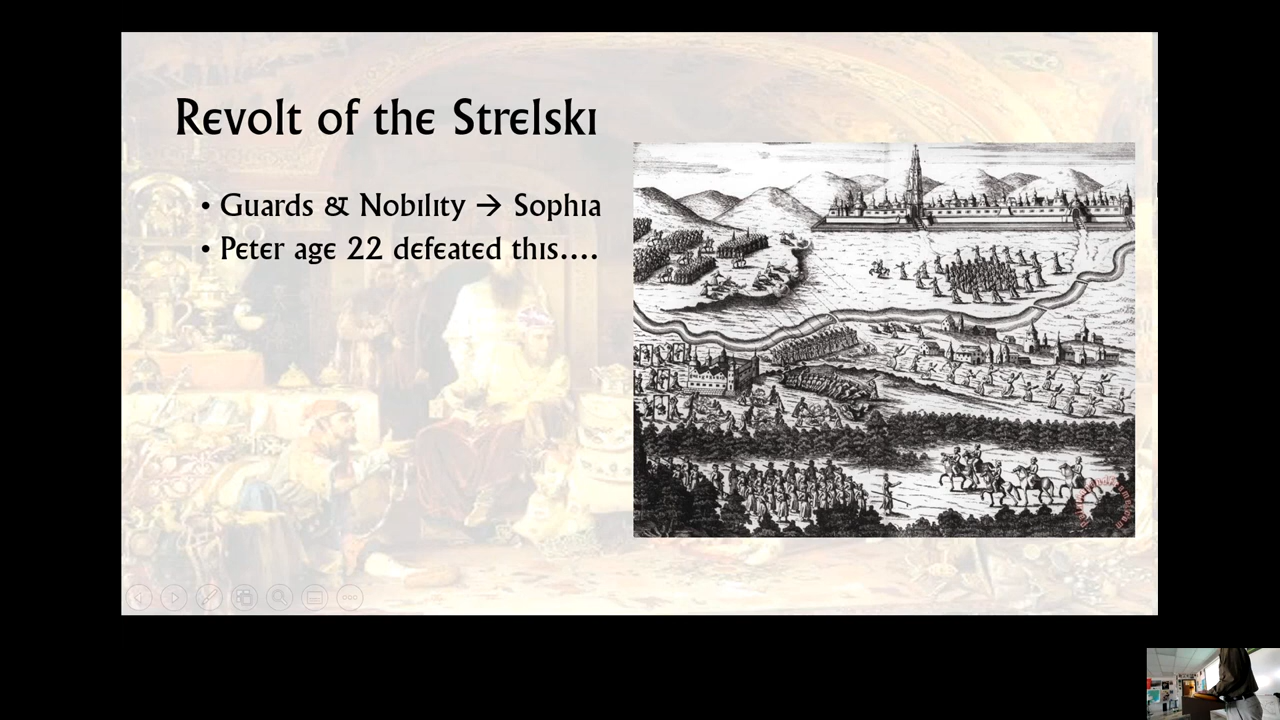 Revolt of the Strelski
• Guards & Nobility → Sophia
• Peter age 22 defeated this....